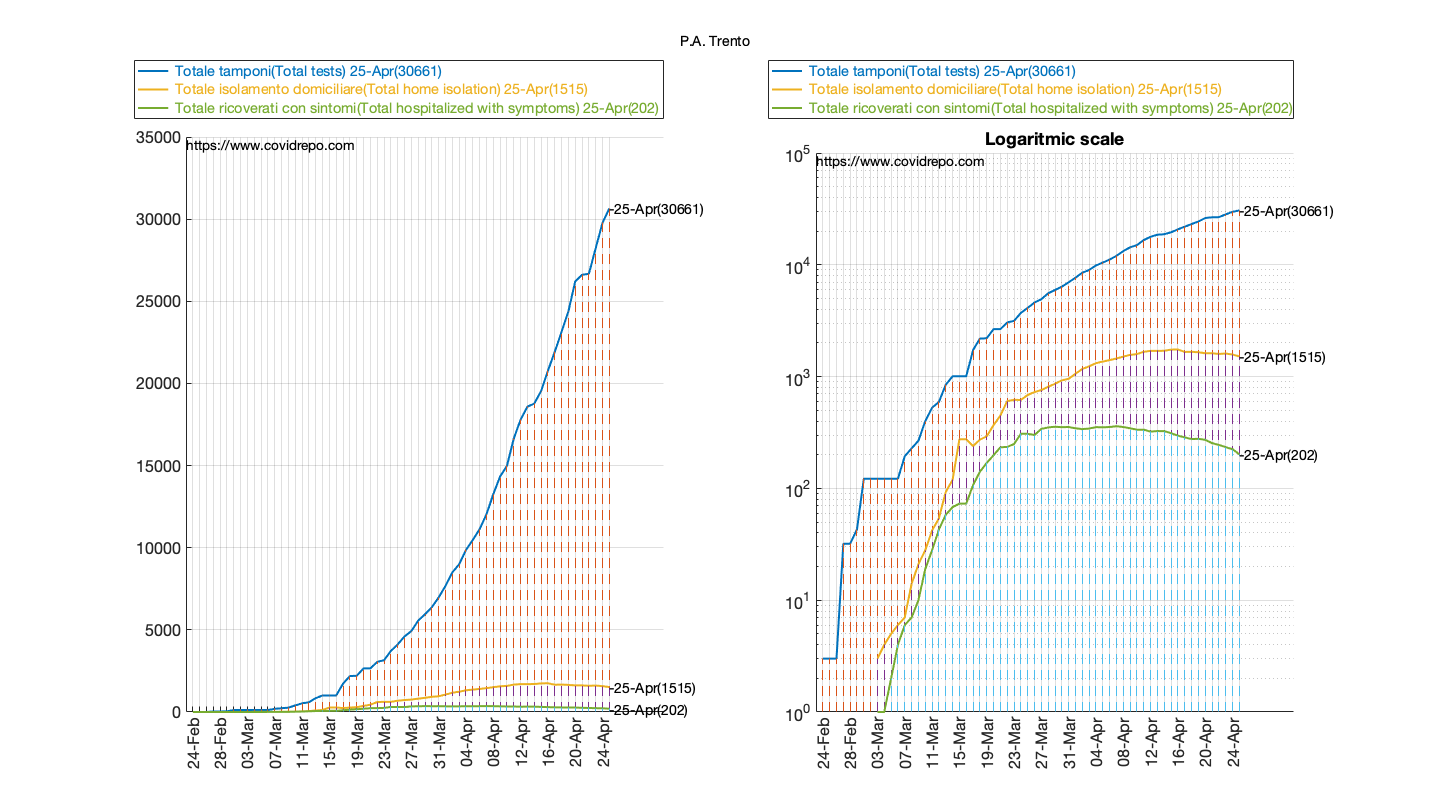 P.A. Trento
Totale tamponi(Total tests) 25-Apr(30661)
Totale isolamento domiciliare(Total home isolation) 25-Apr(1515)
Totale ricoverati con sintomi(Total hospitalized with symptoms) 25-Apr(202)
35000
https://www.covidrepo.com
30000
25-Apr(30661)
25000
20000
15000
10000
5000
25-Apr(1515)
0
25-Apr(202)
24-Feb 28-Feb 03-Mar 07-Mar 11-Mar 15-Mar 19-Mar 23-Mar 27-Mar 31-Mar 04-Apr 08-Apr 12-Apr 16-Apr 20-Apr 24-Apr
Totale tamponi(Total tests) 25-Apr(30661)
Totale isolamento domiciliare(Total home isolation) 25-Apr(1515)
Totale ricoverati con sintomi(Total hospitalized with symptoms) 25-Apr(202)
Logaritmic scale
10^5
https://www.covidrepo.com
25-Apr(30661)
10^4
10^3
25-Apr(1515)
25-Apr(202)
10^2
10^1
10^0
24-Feb 28-Feb 03-Mar 07-Mar 11-Mar 15-Mar 19-Mar 23-Mar 27-Mar 31-Mar 04-Apr 08-Apr 12-Apr 16-Apr 20-Apr 24-Apr